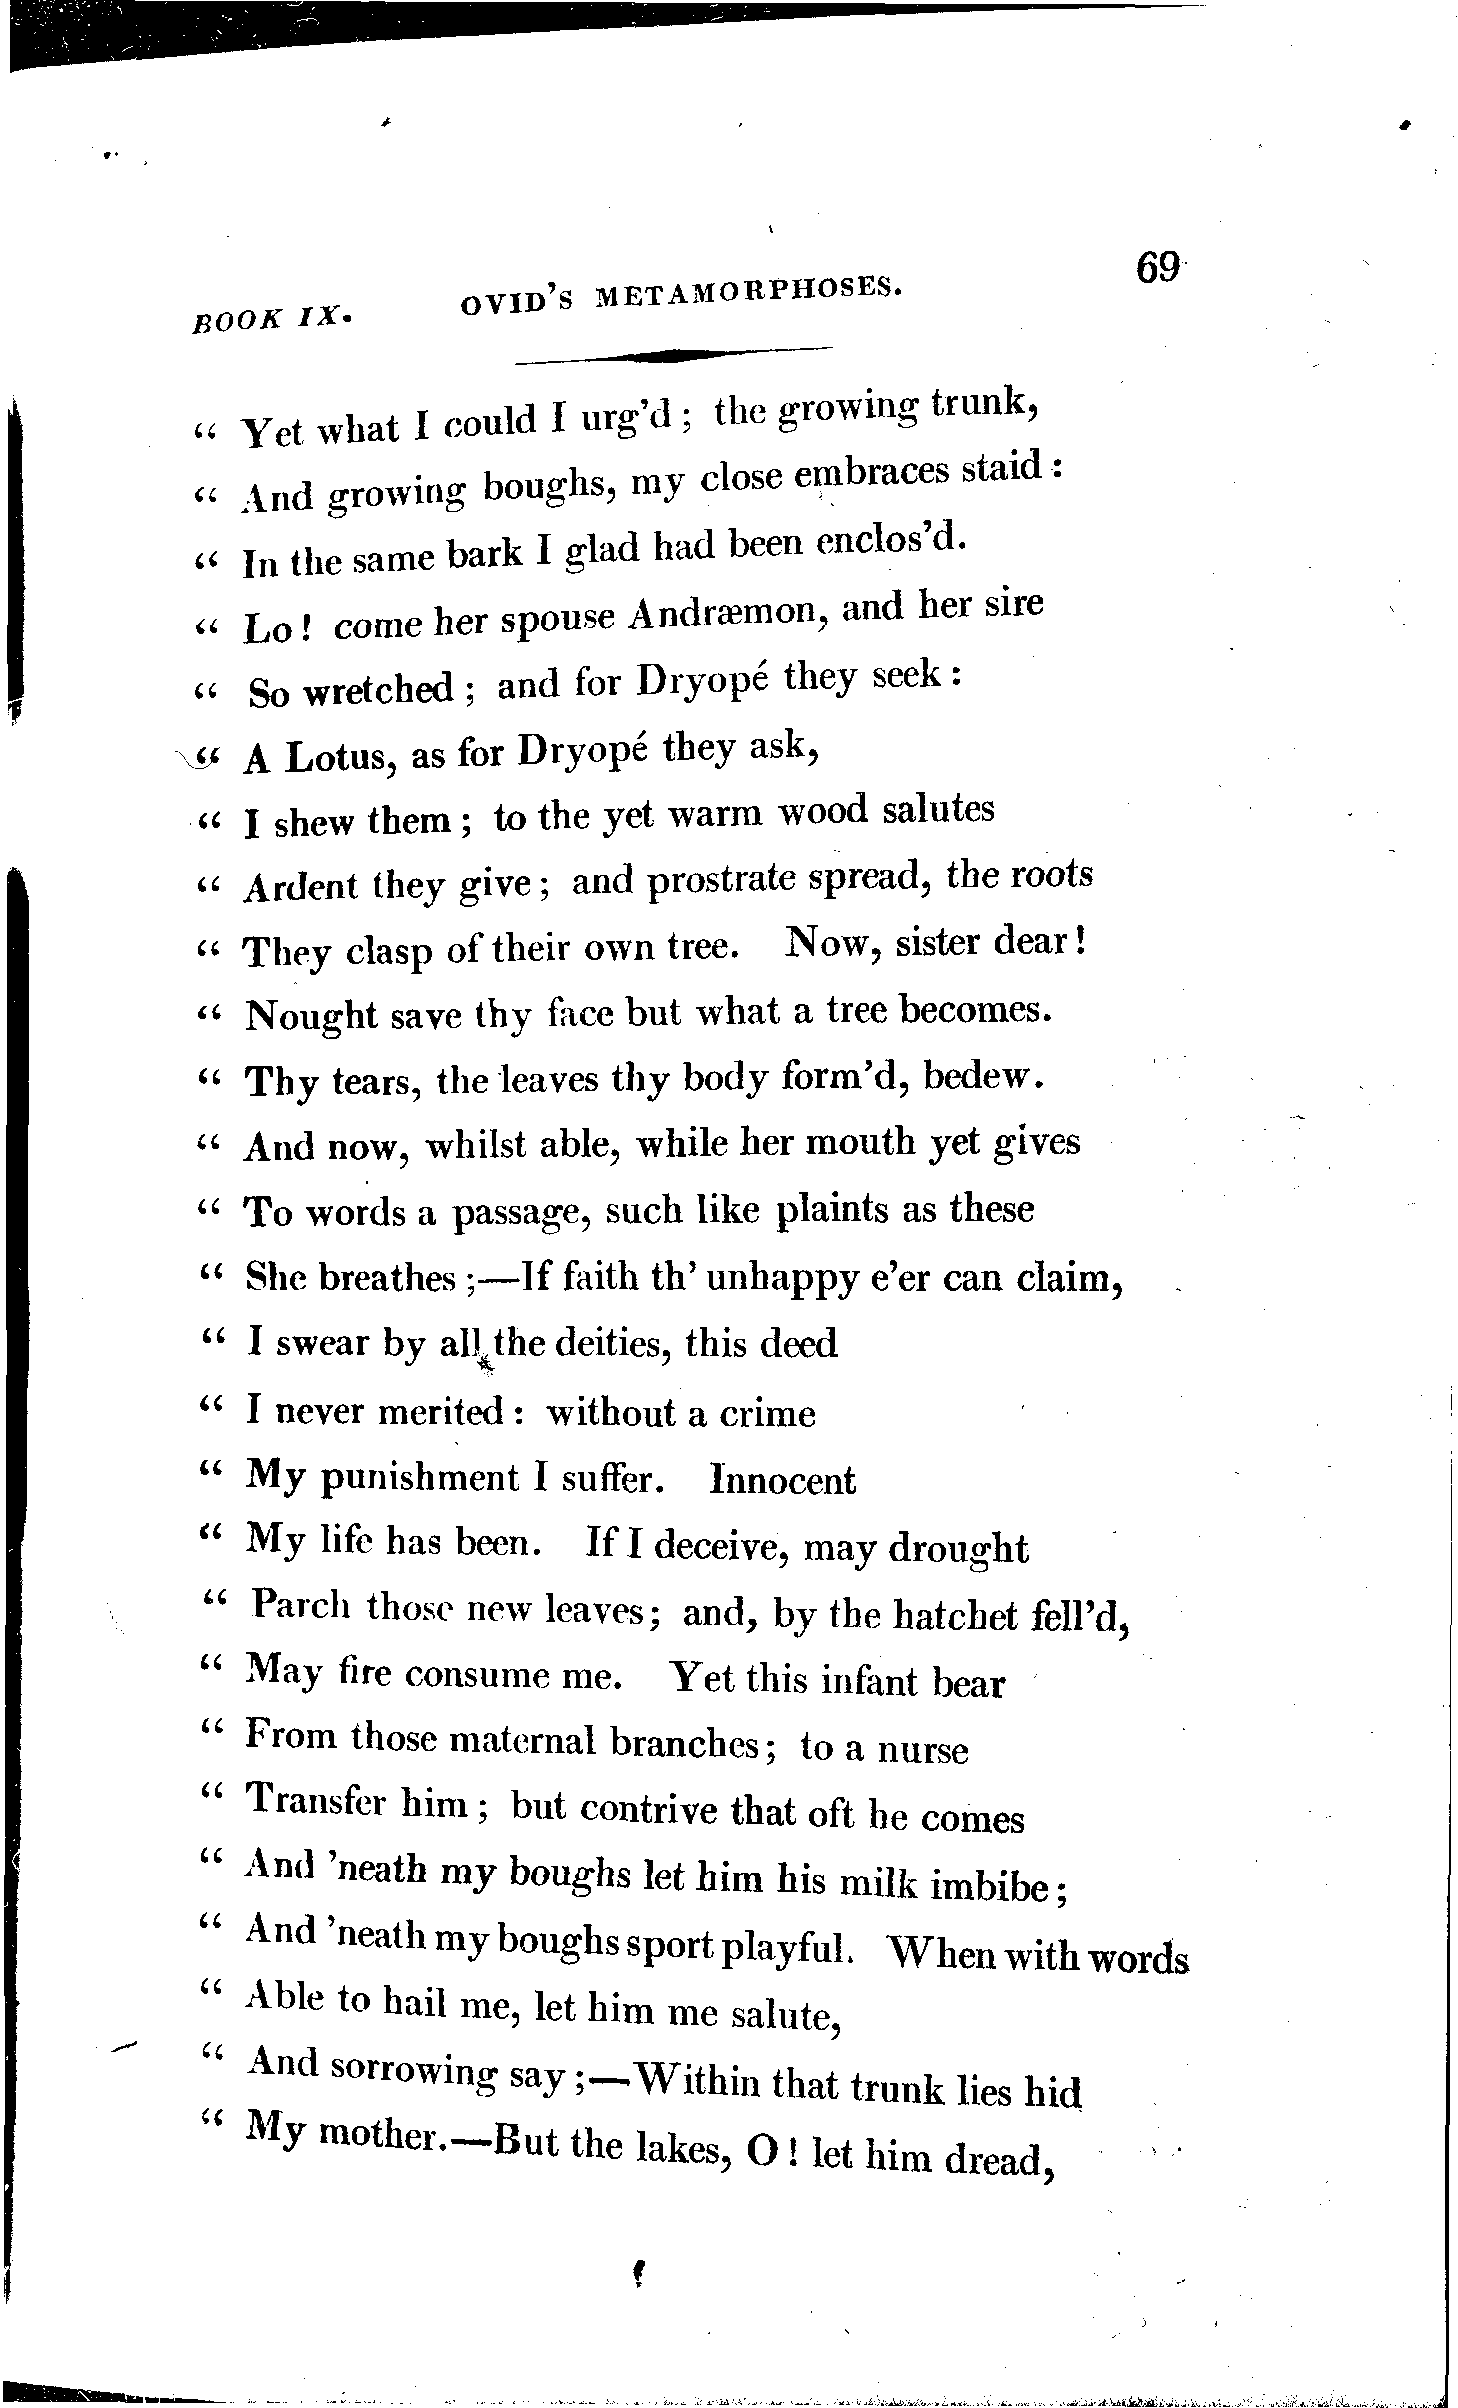 BOOK IX. OVID'S METAMORPHOSES. 69
“ Yet what I could I urg'd ; the growing trunk,
“ And growing boughs, my close embraces staid :
“ In the same bark I glad had been enclos'd.
“ Lo ! come her spouse Andræmon, and her sire
“ So wretched ; and for Dryopé they seek :
“ A Lotus, as for Dryopé they ask,
“ I shew them ; to the yet warm wood salutes
“ Ardent they give ; and prostrate spread, the roots
“ They clasp of their own tree. Now, sister dear !
“ Nought save thy face but what a tree becomes.
“ Thy tears, the leaves thy body form'd, bedew.
“ And now, whilst able, while her mouth yet gives
“ To words a passage, such like plaints as these
“ She breathes ;—If faith th' unhappy e'er can claim,
“ I swear by all the deities, this deed
“ I never merited : without a crime
“ My punishment I suffer. Innocent
“ My life has been. If I deceive, may drought
“ Parch those new leaves ; and, by the hatchet fell'd,
“ May fire consume me. Yet this infant bear
“ From those maternal branches ; to a nurse
“ Transfer him ; but contrive that oft he comes
“ And 'neath my boughs let him his milk imbibe ;
“ And 'neath my boughs sport playful. When with words
“ Able to hail me, let him me salute,
“ And sorrowing say ;—Within that trunk lies hid
“ My mother.—But the lakes, O ! let him dread,